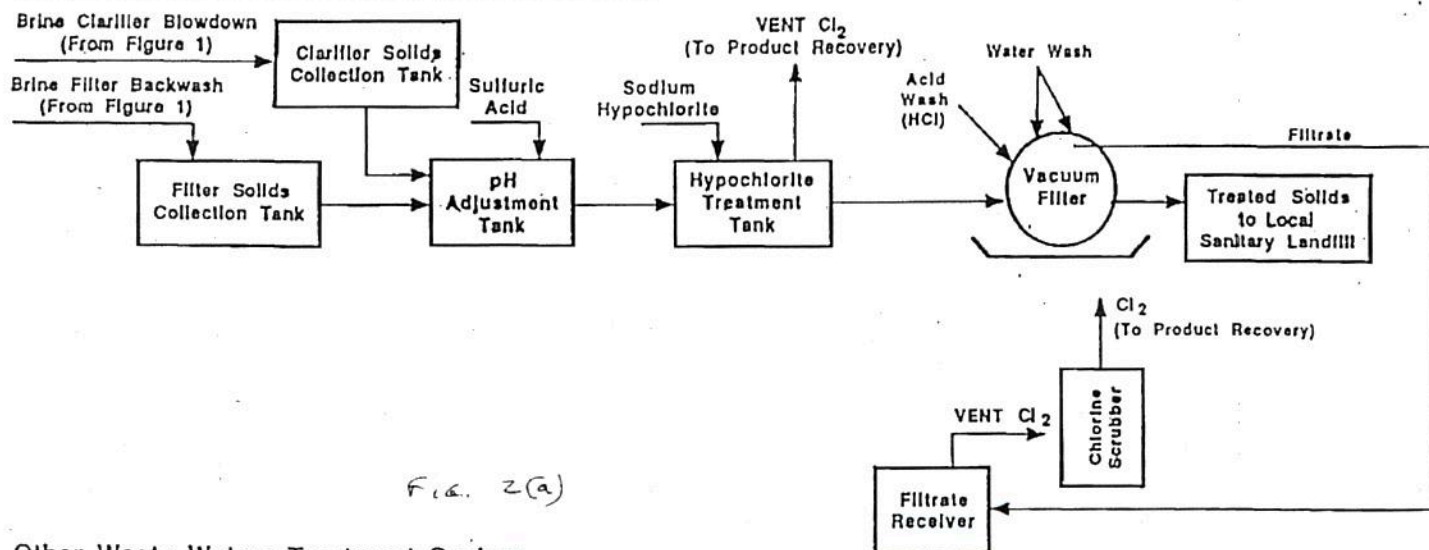 Brine Clarifier Blowdown
(From Figure 1)
Brine Filter Backwash
(From Figure 1)
Clarifier Solids
Collection Tank
Sulfuric
Acid
Sodium
Hypochlorite
VENT Cl2
(To Product Recovery)
Water Wash
Acid
Wash
(HCl)
Filtrate
Filter Solids
Collection Tank
pH
Adjustment
Tank
Hypochlorite
Treatment
Tank
Vacuum
Filter
Treated Solids
to Local
Sanitary Landfill
Cl2
(To Product Recovery)
VENT Cl2
Chlorine
Scrubber
Filtrate
Receiver
FIG. 2(a)
Other Waste Waters Treatment System